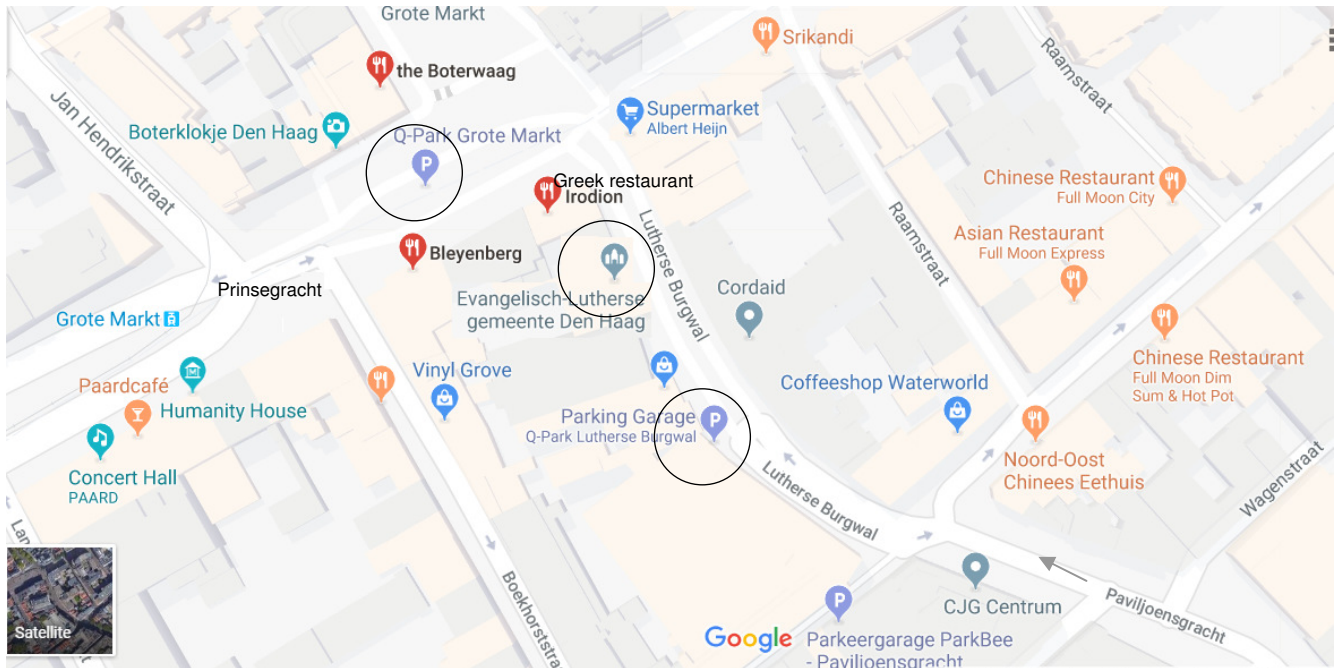 Grote Markt
Srikandi
the Boterwaag
Raamstraat
Jan Hendrikstraat
Supermarket
Albert Heijn
Boterklokje Den Haag
Q-Park Grote Markt
Chinese Restaurant
Full Moon City
Greek restaurant
Irodion
Lutherse Burgwal
Raamstraat
Asian Restaurant
Full Moon Express
Bleyenberg
Prinsegracht
Evangelisch-Lutherse
gemeente Den Haag
Cordaid
Grote Markt
Chinese Restaurant
Full Moon Dim
Sum & Hot Pot
Paardcafé
Humanity House
Vinyl Grove
Coffeeshop Waterworld
Parking Garage
Q-Park Lutherse Burgwal
P
P
P
Concert Hall
PAARD
Noord-Oost
Chinees Eethuis
Wagenstraat
Lutherse Burgwal
Boekhorststra
CJG Centrum
Paviljoensgracht
Satellite
Google
Parkeergarage ParkBee
- Paviljoensgracht